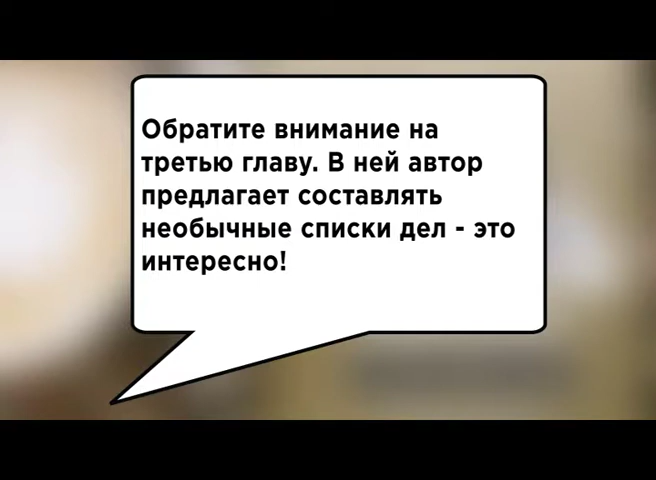 Обратите внимание на
третью главу. В ней автор
предлагает составлять
необычные списки дел - это
интересно!